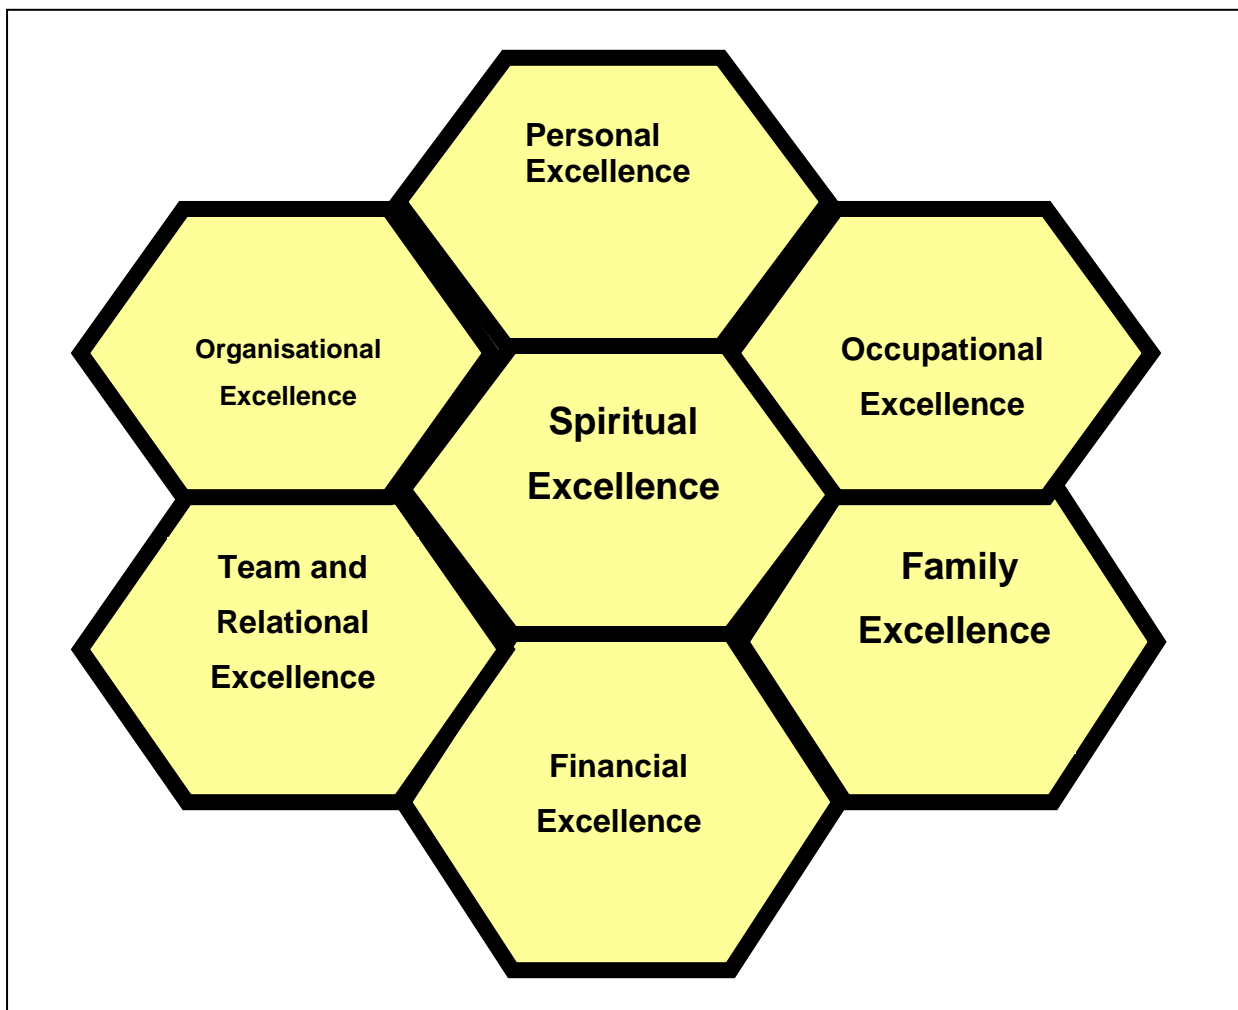 Personal
Excellence
Organisational
Excellence
Occupational
Excellence
Spiritual
Excellence
Team and
Relational
Excellence
Family
Excellence
Financial
Excellence